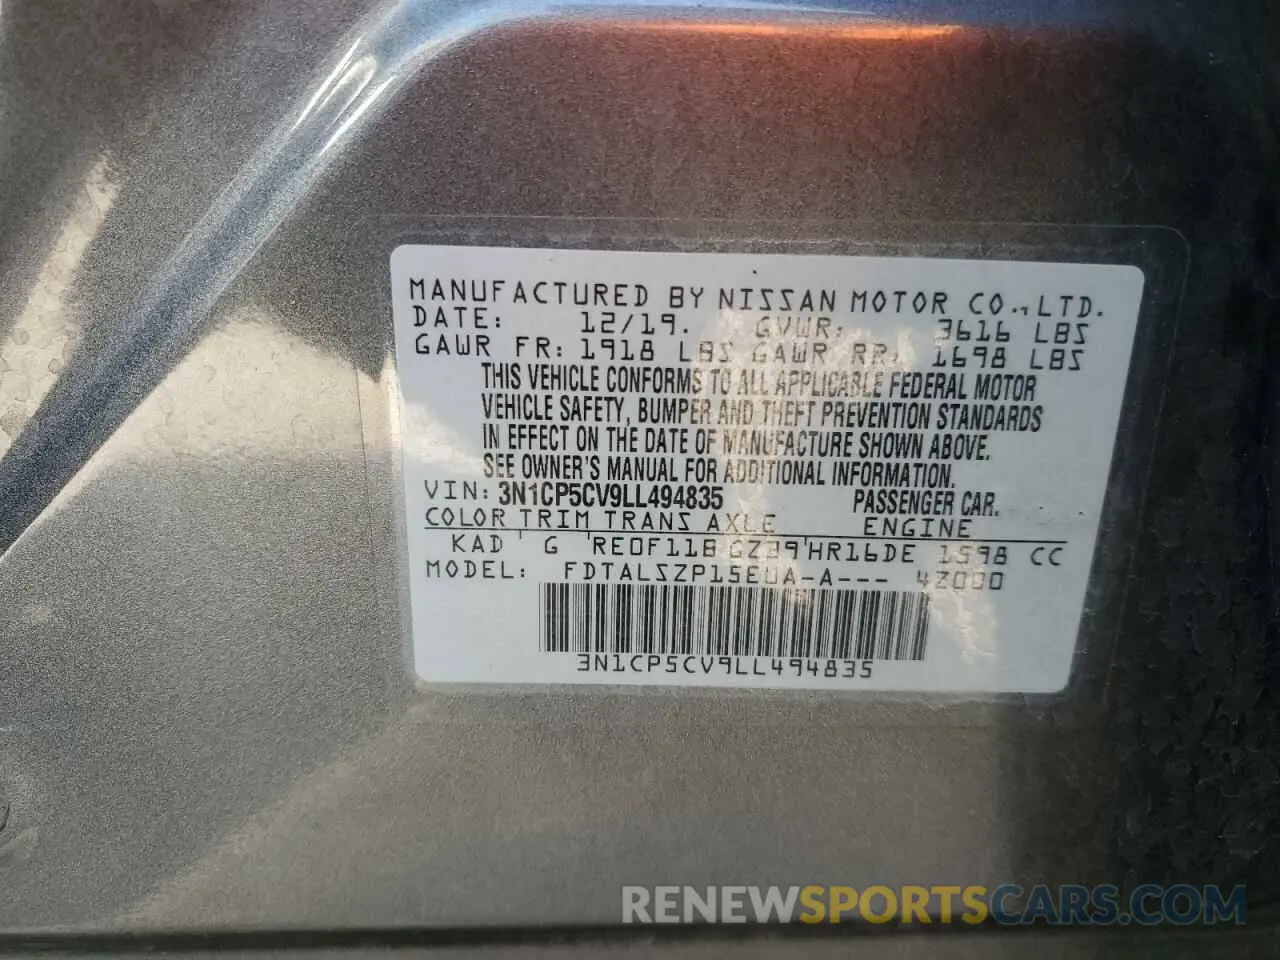 MANUFACTURED BY NISSAN MOTOR CO.,LTD.
DATE: 12/19. GVWR: 3616 LBS
GAWR FR: 1918 LBS GAWR RR: 1698 LBS
THIS VEHICLE CONFORMS TO ALL APPLICABLE FEDERAL MOTOR
VEHICLE SAFETY, BUMPER AND THEFT PREVENTION STANDARDS
IN EFFECT ON THE DATE OF MANUFACTURE SHOWN ABOVE.
SEE OWNER'S MANUAL FOR ADDITIONAL INFORMATION.
VIN: 3N1CP5CV9LL494835 PASSENGER CAR.
COLOR TRIM TRANS AXLE ENGINE
KAD ' G 'RE0F11B GZ39'HR16DE 1598 CC
MODEL: FDTALSZP15EUA-A--- 4Z000
3N1CP5CV9LL494835
RENEWSPORTSCARS.COM